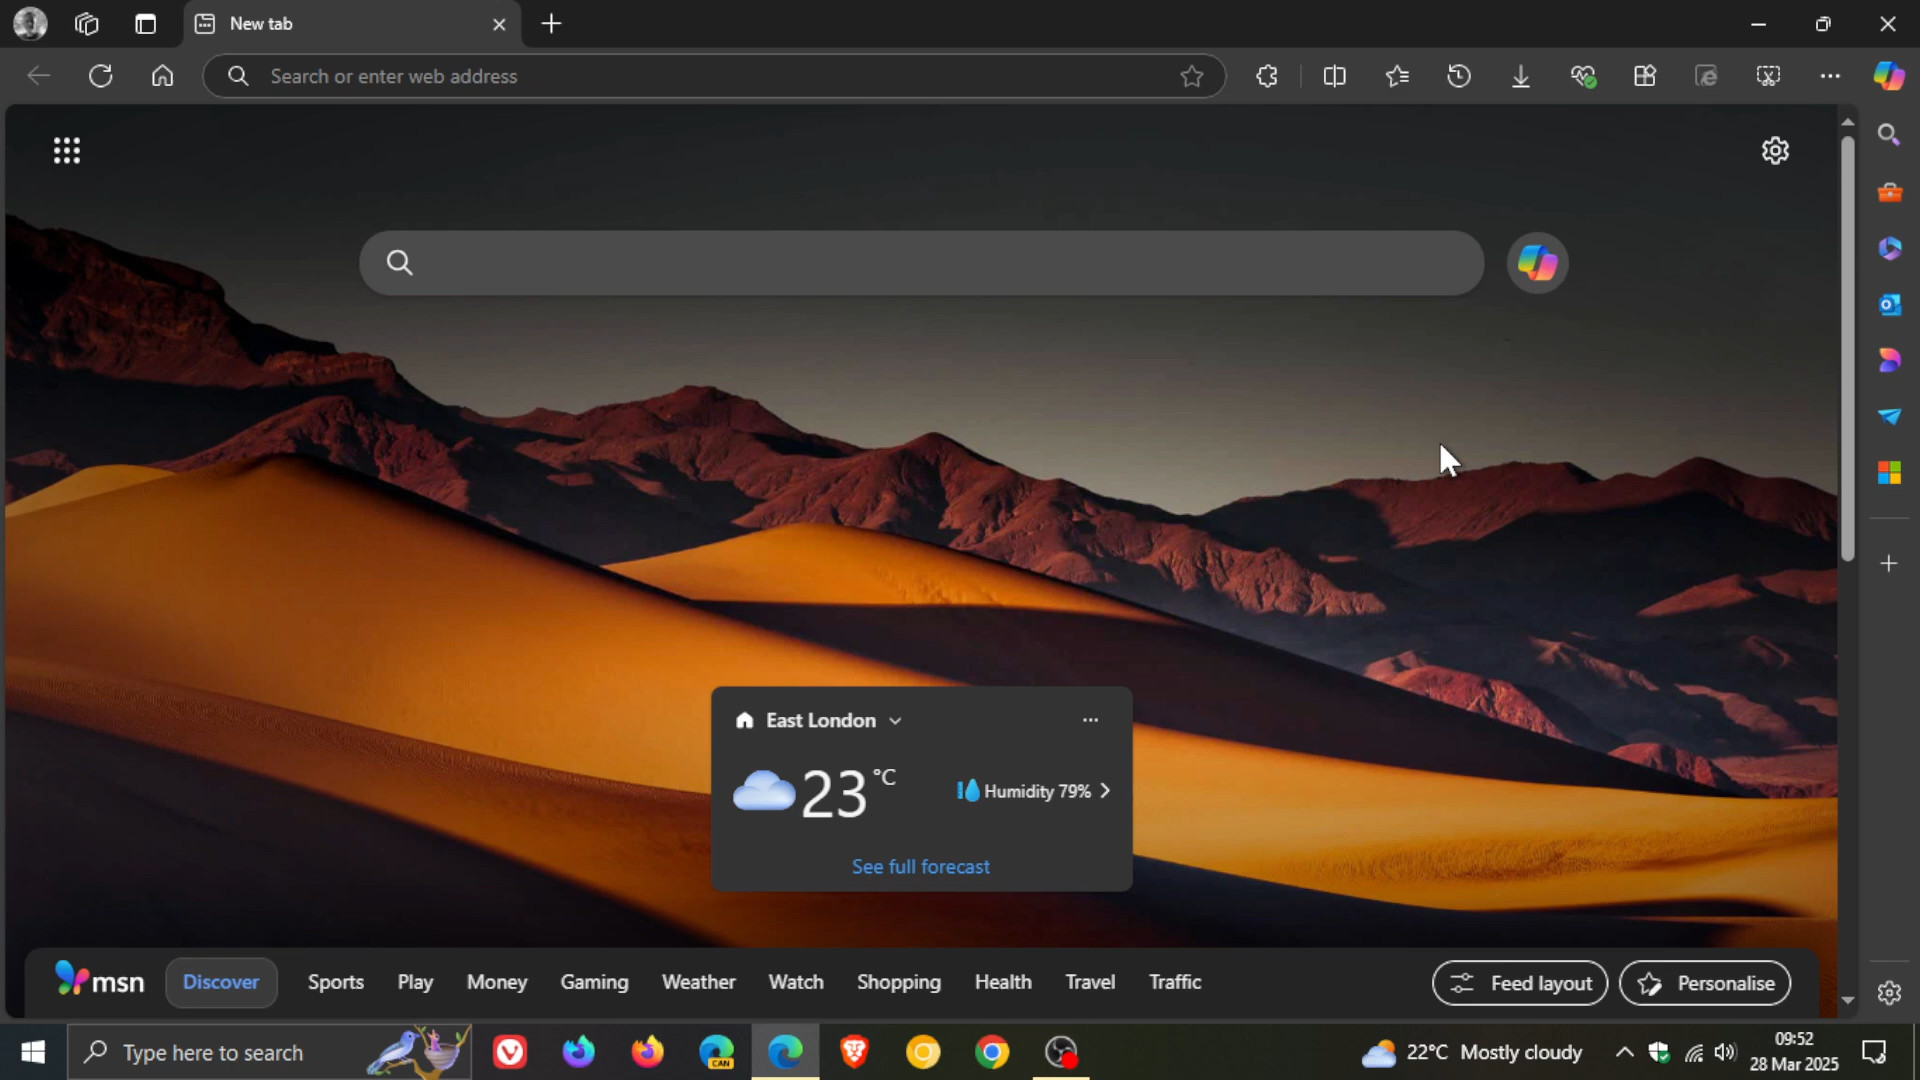 New tab
Search or enter web address
East London
23 °C
Humidity 79%
See full forecast
msn Discover Sports Play Money Gaming Weather Watch Shopping Health Travel Traffic Feed layout Personalise
Type here to search
CAN
22°C Mostly cloudy
09:52
28 Mar 2025